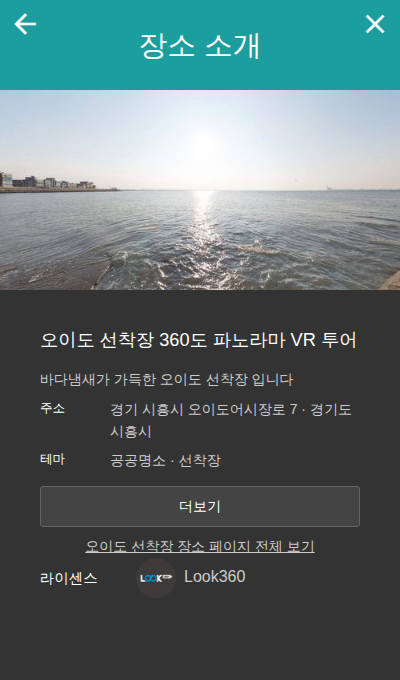 장소 소개
오이도 선착장 360도 파노라마 VR 투어
바다냄새가 가득한 오이도 선착장 입니다
주소 경기 시흥시 오이도어시장로 7 · 경기도
시흥시
테마 공공명소 · 선착장
더보기
오이도 선착장 장소 페이지 전체 보기
라이센스 LOOK Look360